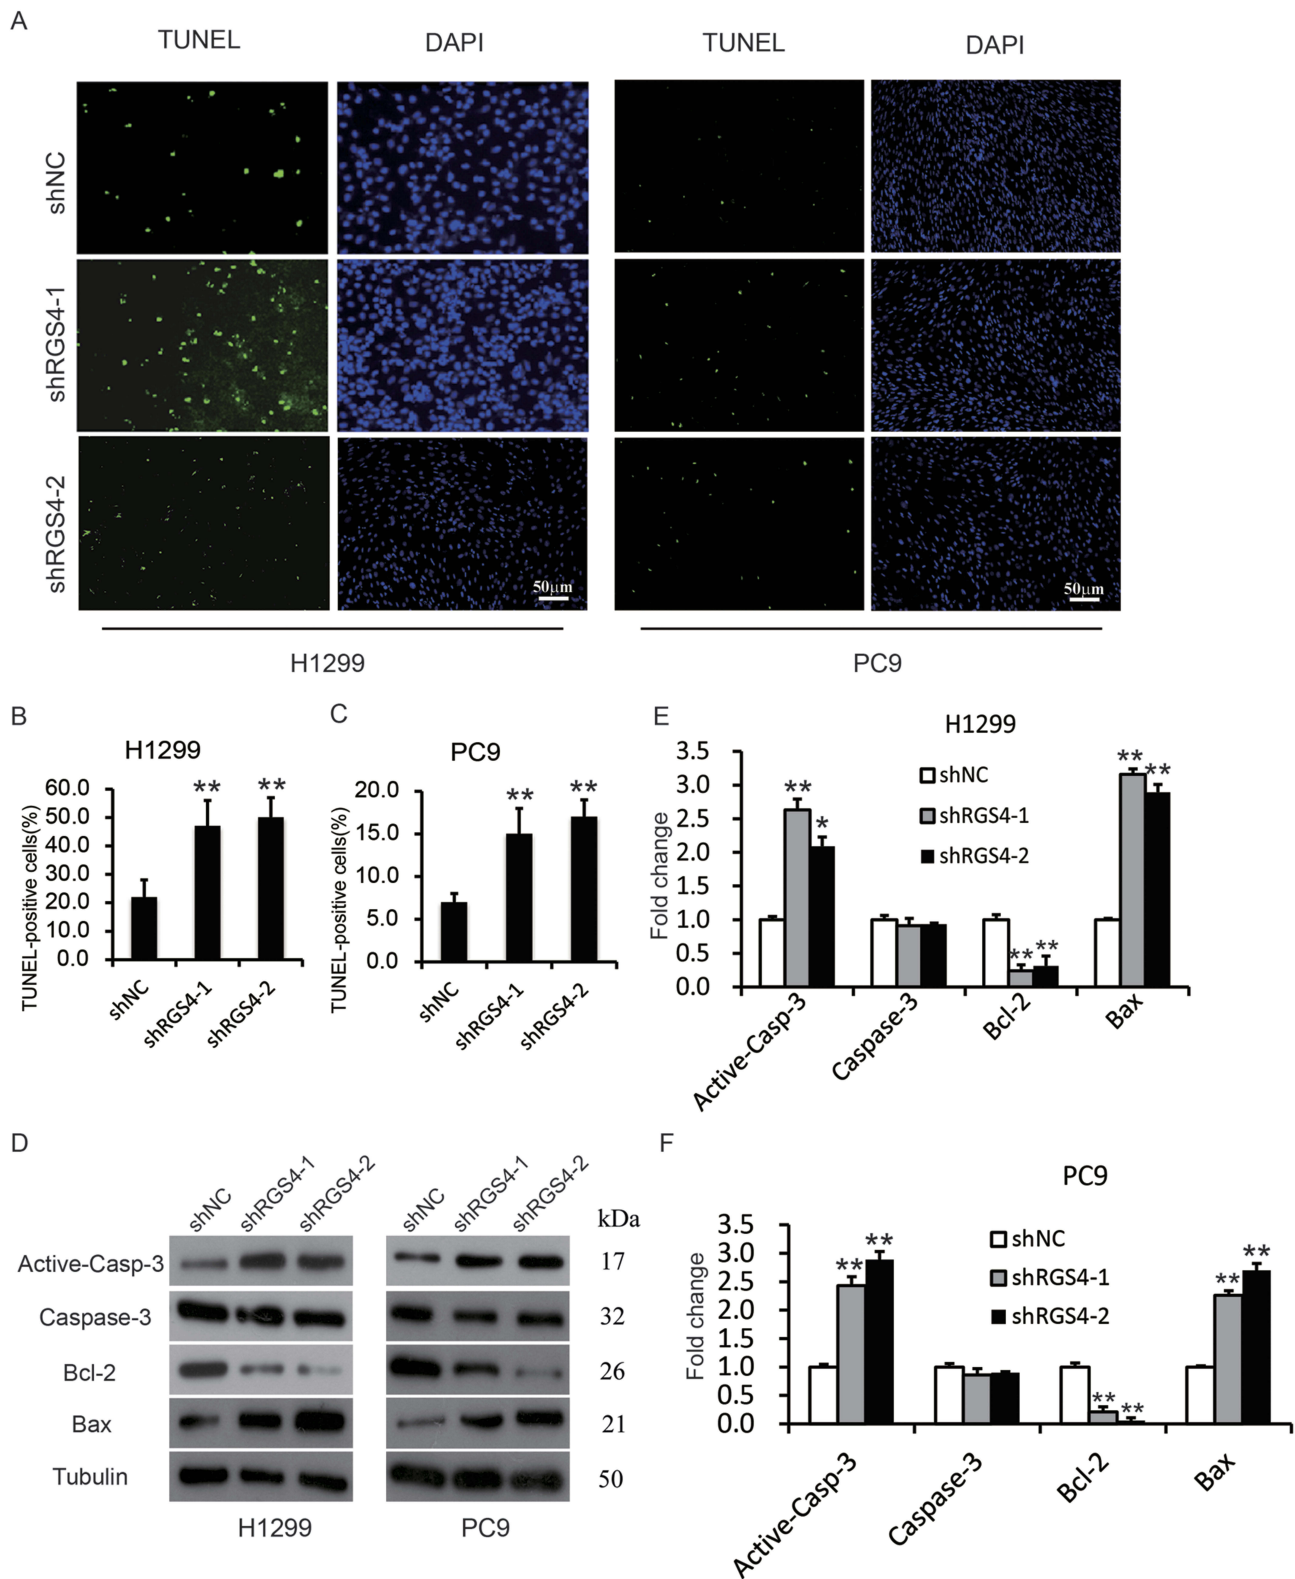 A
TUNEL DAPI TUNEL DAPI
shNC
shRGS4-1
shRGS4-2
50μm 50μm
H1299 PC9
B
H1299
TUNEL-positive cells(%)
60.0
50.0
40.0
30.0
20.0
10.0
0.0
** **
shNC shRGS4-1 shRGS4-2
C
PC9
TUNEL-positive cells(%)
20.0
15.0
10.0
5.0
0.0
** **
shNC shRGS4-1 shRGS4-2
E
H1299
Fold change
3.5
3.0
2.5
2.0
1.5
1.0
0.5
0.0
shNC
shRGS4-1
shRGS4-2
** * ** ** ** **
Active-Casp-3 Caspase-3 Bcl-2 Bax
D
shNC shRGS4-1 shRGS4-2 shNC shRGS4-1 shRGS4-2 kDa
Active-Casp-3 17
Caspase-3 32
Bcl-2 26
Bax 21
Tubulin 50
H1299 PC9
F
PC9
Fold change
3.5
3.0
2.5
2.0
1.5
1.0
0.5
0.0
shNC
shRGS4-1
shRGS4-2
** ** ** ** ** **
Active-Casp-3 Caspase-3 Bcl-2 Bax